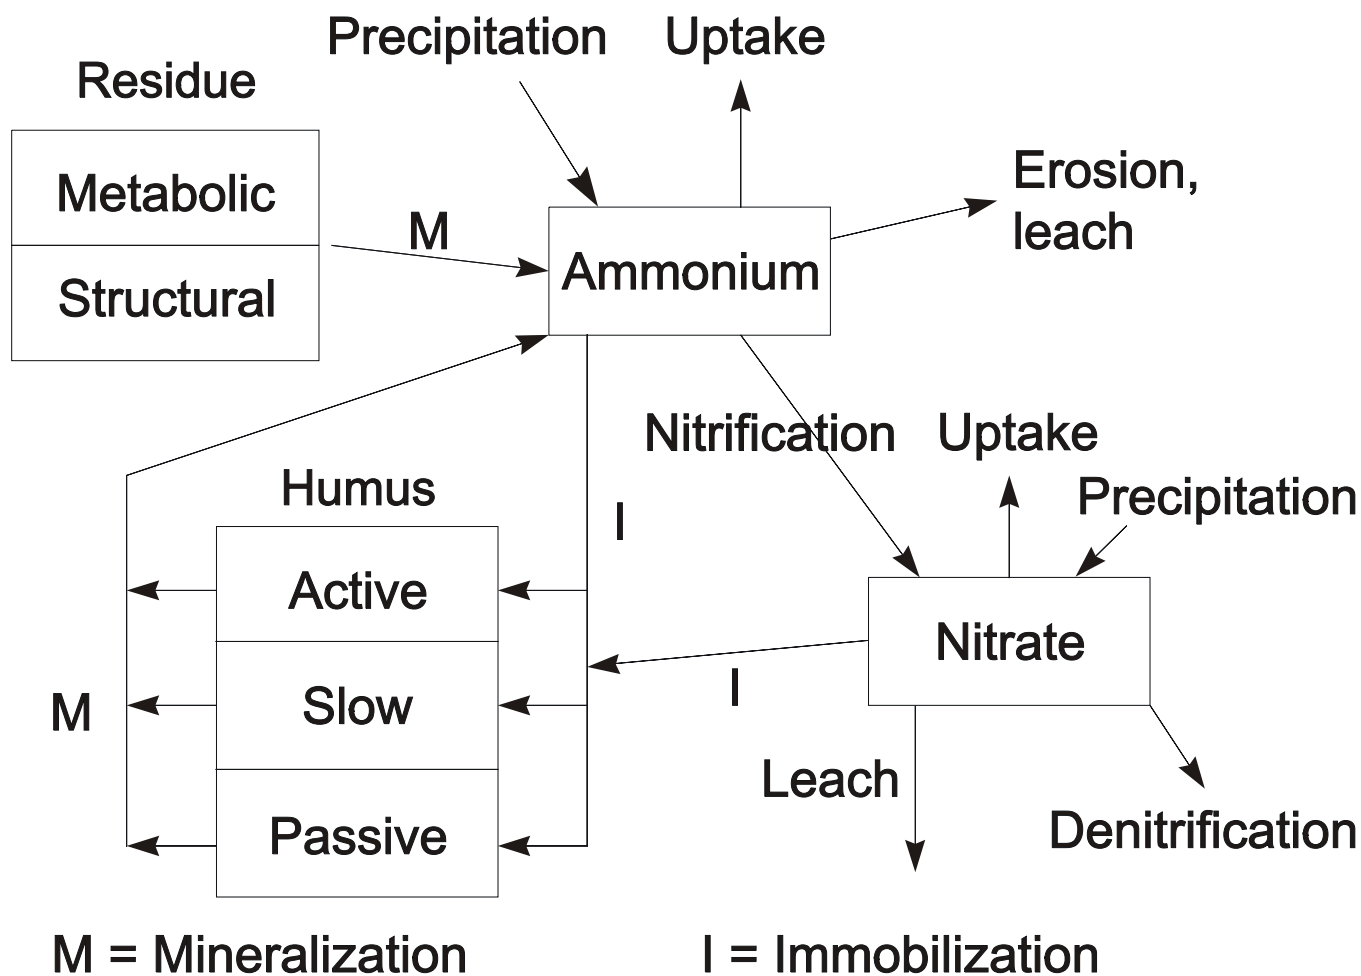 Precipitation
Uptake
Residue
Metabolic
Structural
M
Ammonium
Erosion,
leach
Nitrification
Uptake
Precipitation
Humus
I
Active
Slow
Passive
M
Nitrate
I
Leach
Denitrification
M = Mineralization
I = Immobilization